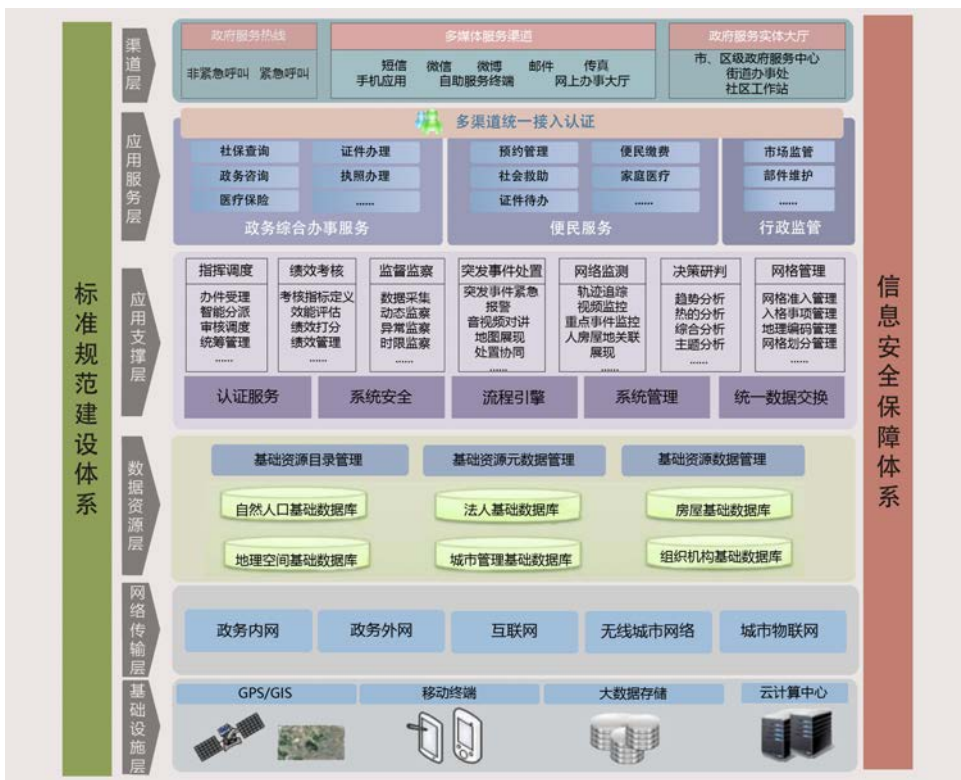 标准规范建设体系
信息安全保障体系
渠道层
政府服务热线
非紧急呼叫 紧急呼叫
多媒体服务渠道
短信 微信 微博 邮件 传真
手机应用 自助服务终端 网上办事大厅
政府服务实体大厅
市、区级政府服务中心
街道办事处
社区工作站
应用服务层
多渠道统一接入认证
社保查询 证件办理
政务咨询 执照办理
医疗保险 ......
政务综合办事服务
预约管理 便民缴费
社会救助 家庭医疗
证件待办 ......
便民服务
市场监管
部件维护
......
行政监管
应用支撑层
指挥调度
办件受理
智能分派
审核调度
统筹管理
......
绩效考核
考核指标定义
效能评估
绩效打分
绩效管理
......
监督监察
数据采集
动态监察
异常监察
时限监察
......
突发事件处置
突发事件紧急
报警
音视频对讲
地图展现
处置协同
......
网络监测
轨迹追踪
视频监控
重点事件监控
人房屋地关联
展现
......
决策研判
趋势分析
热的分析
综合分析
主题分析
......
网格管理
网格准入管理
入格事项管理
地理编码管理
网格划分管理
......
认证服务 系统安全 流程引擎 系统管理 统一数据交换
数据资源层
基础资源目录管理 基础资源元数据管理 基础资源数据管理
自然人口基础数据库 法人基础数据库 房屋基础数据库
地理空间基础数据库 城市管理基础数据库 组织机构基础数据库
网络传输层
政务内网 政务外网 互联网 无线城市网络 城市物联网
基础设施层
GPS/GIS 移动终端 大数据存储 云计算中心